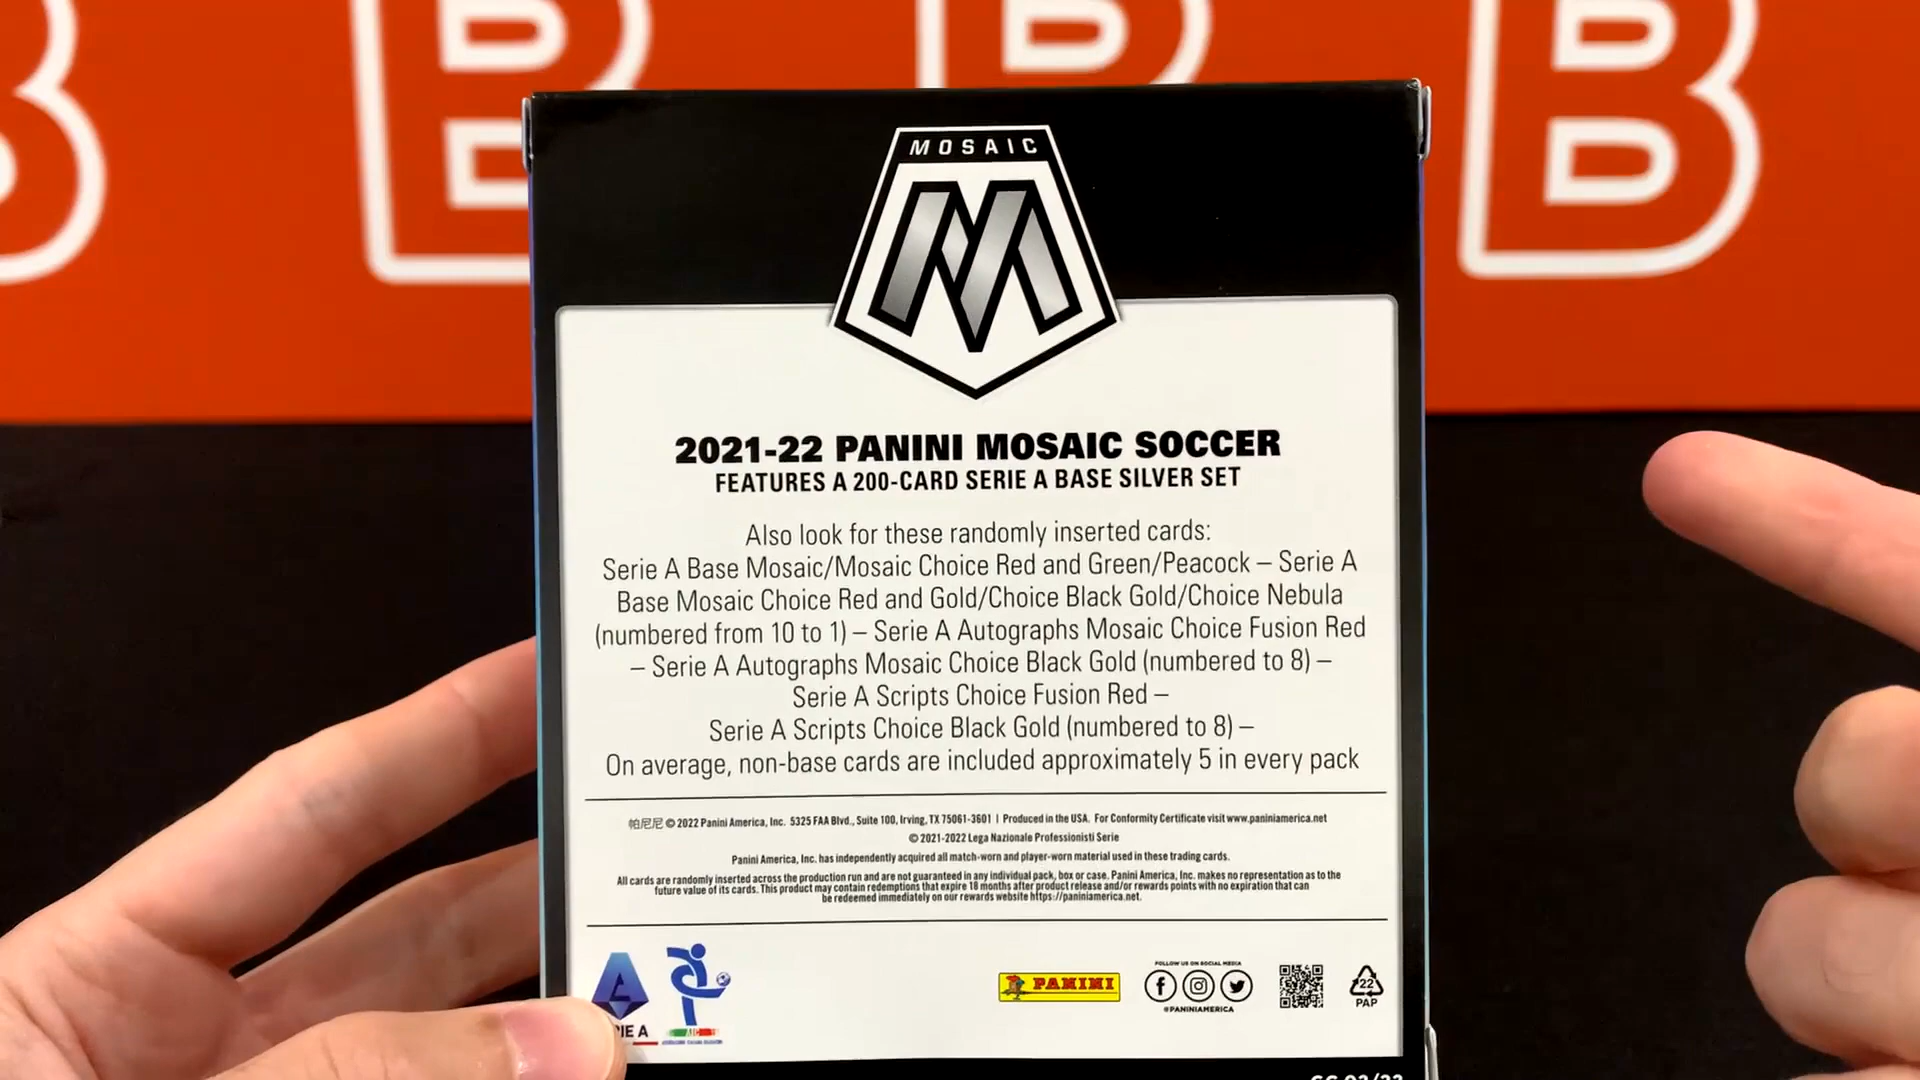 B B B B
MOSAIC
M
2021-22 PANINI MOSAIC SOCCER
FEATURES A 200-CARD SERIE A BASE SILVER SET
Also look for these randomly inserted cards:
Serie A Base Mosaic/Mosaic Choice Red and Green/Peacock – Serie A
Base Mosaic Choice Red and Gold/Choice Black Gold/Choice Nebula
(numbered from 10 to 1) – Serie A Autographs Mosaic Choice Fusion Red
– Serie A Autographs Mosaic Choice Black Gold (numbered to 8) –
Serie A Scripts Choice Fusion Red –
Serie A Scripts Choice Black Gold (numbered to 8) –
On average, non-base cards are included approximately 5 in every pack
帕尼尼 © 2022 Panini America, Inc. 5325 FAA Blvd., Suite 100, Irving, TX 75061-3601 | Produced in the USA. For Conformity Certificate visit www.paniniamerica.net
© 2021-2022 Lega Nazionale Professionisti Serie
Panini America, Inc. has independently acquired all match-worn and player-worn material used in these trading cards.
All cards are randomly inserted across the production run and are not guaranteed in any individual pack, box or case. Panini America, Inc. makes no representation as to the
future value of its cards. This product may contain redemptions that expire 18 months after product release and/or rewards points with no expiration that can
be redeemed immediately on our rewards website https://paniniamerica.net.
IE A
AIC
PANINI
FOLLOW US ON SOCIAL MEDIA
@PANINIAMERICA
22
PAP